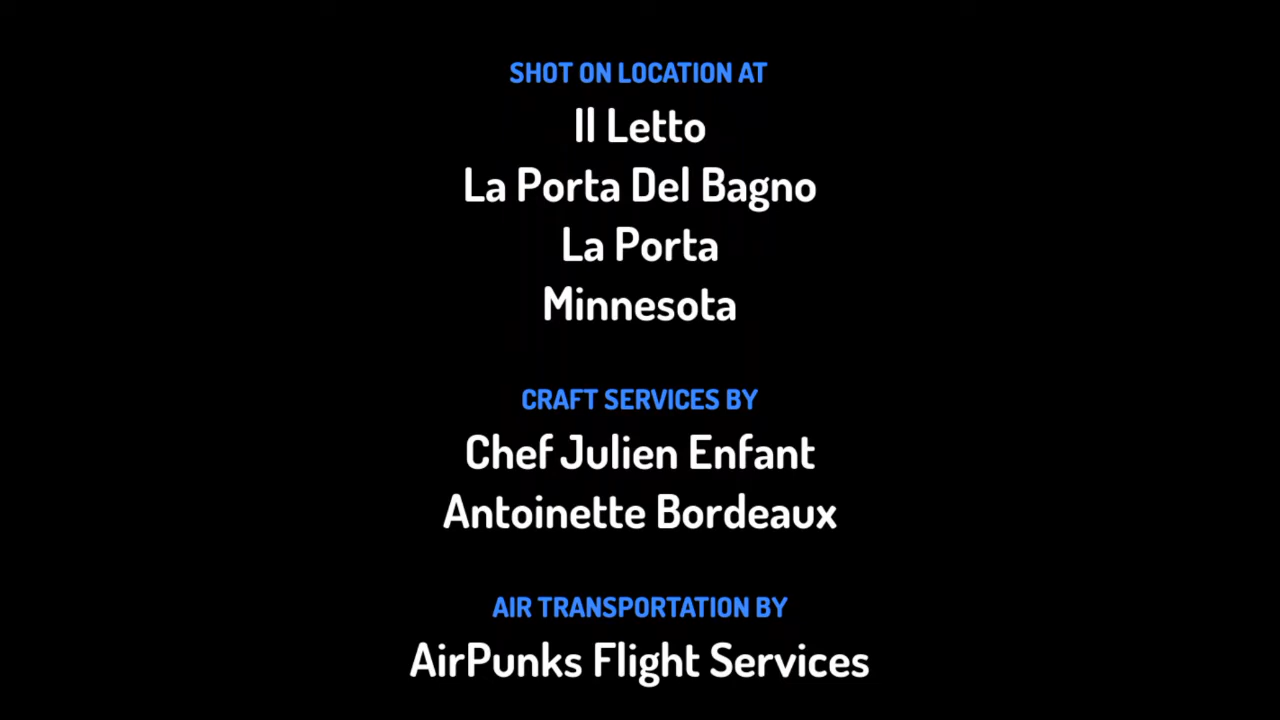 SHOT ON LOCATION AT
Il Letto
La Porta Del Bagno
La Porta
Minnesota
CRAFT SERVICES BY
Chef Julien Enfant
Antoinette Bordeaux
AIR TRANSPORTATION BY
AirPunks Flight Services